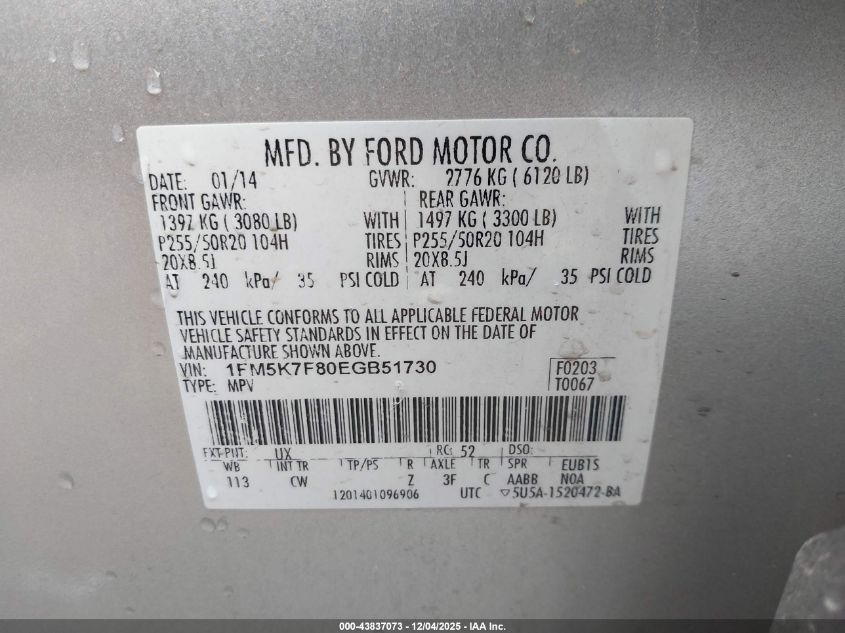 MFD. BY FORD MOTOR CO.
DATE: 01/14 GVWR: 2776 KG ( 6120 LB)
FRONT GAWR: REAR GAWR:
1397 KG ( 3080 LB) WITH 1497 KG ( 3300 LB) WITH
P255/50R20 104H TIRES P255/50R20 104H TIRES
20X8.5J RIMS 20X8.5J RIMS
AT 240 kPa/ 35 PSI COLD AT 240 kPa/ 35 PSI COLD
THIS VEHICLE CONFORMS TO ALL APPLICABLE FEDERAL MOTOR
VEHICLE SAFETY STANDARDS IN EFFECT ON THE DATE OF
MANUFACTURE SHOWN ABOVE.
VIN: 1FM5K7F80EGB51730 F0203
TYPE: MPV T0067
EXT PNT: UX RC: 52 DSO:
WB INT TR TP/PS R AXLE TR SPR EUB1S
113 CW Z 3F C AABB NOA
1201401096906 UTC ▽5U5A-1520472-BA
000-43837073 - 12/04/2025 - IAA Inc.